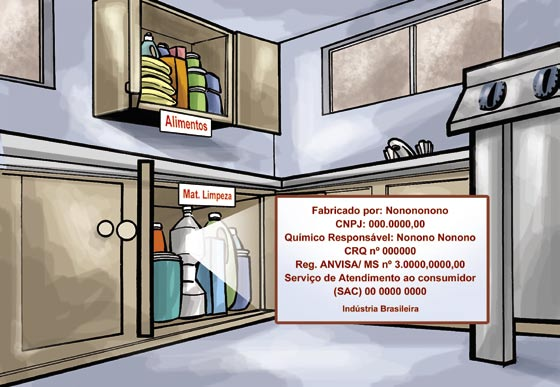 Alimentos
Mat. Limpeza
Fabricado por: Nonononono
CNPJ: 000.0000,00
Químico Responsável: Nonono Nonono
CRQ nº 000000
Reg. ANVISA/ MS nº 3.0000,0000,00
Serviço de Atendimento ao consumidor
(SAC) 00 0000 0000
Indústria Brasileira